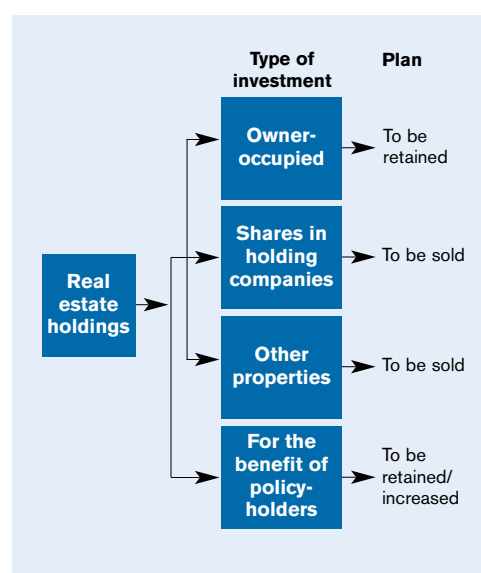 Type of
investment
Plan
Owner-
occupied
To be
retained
Shares in
holding
companies
To be sold
Real
estate
holdings
Other
properties
To be sold
For the
benefit of
policy-
holders
To be
retained/
increased